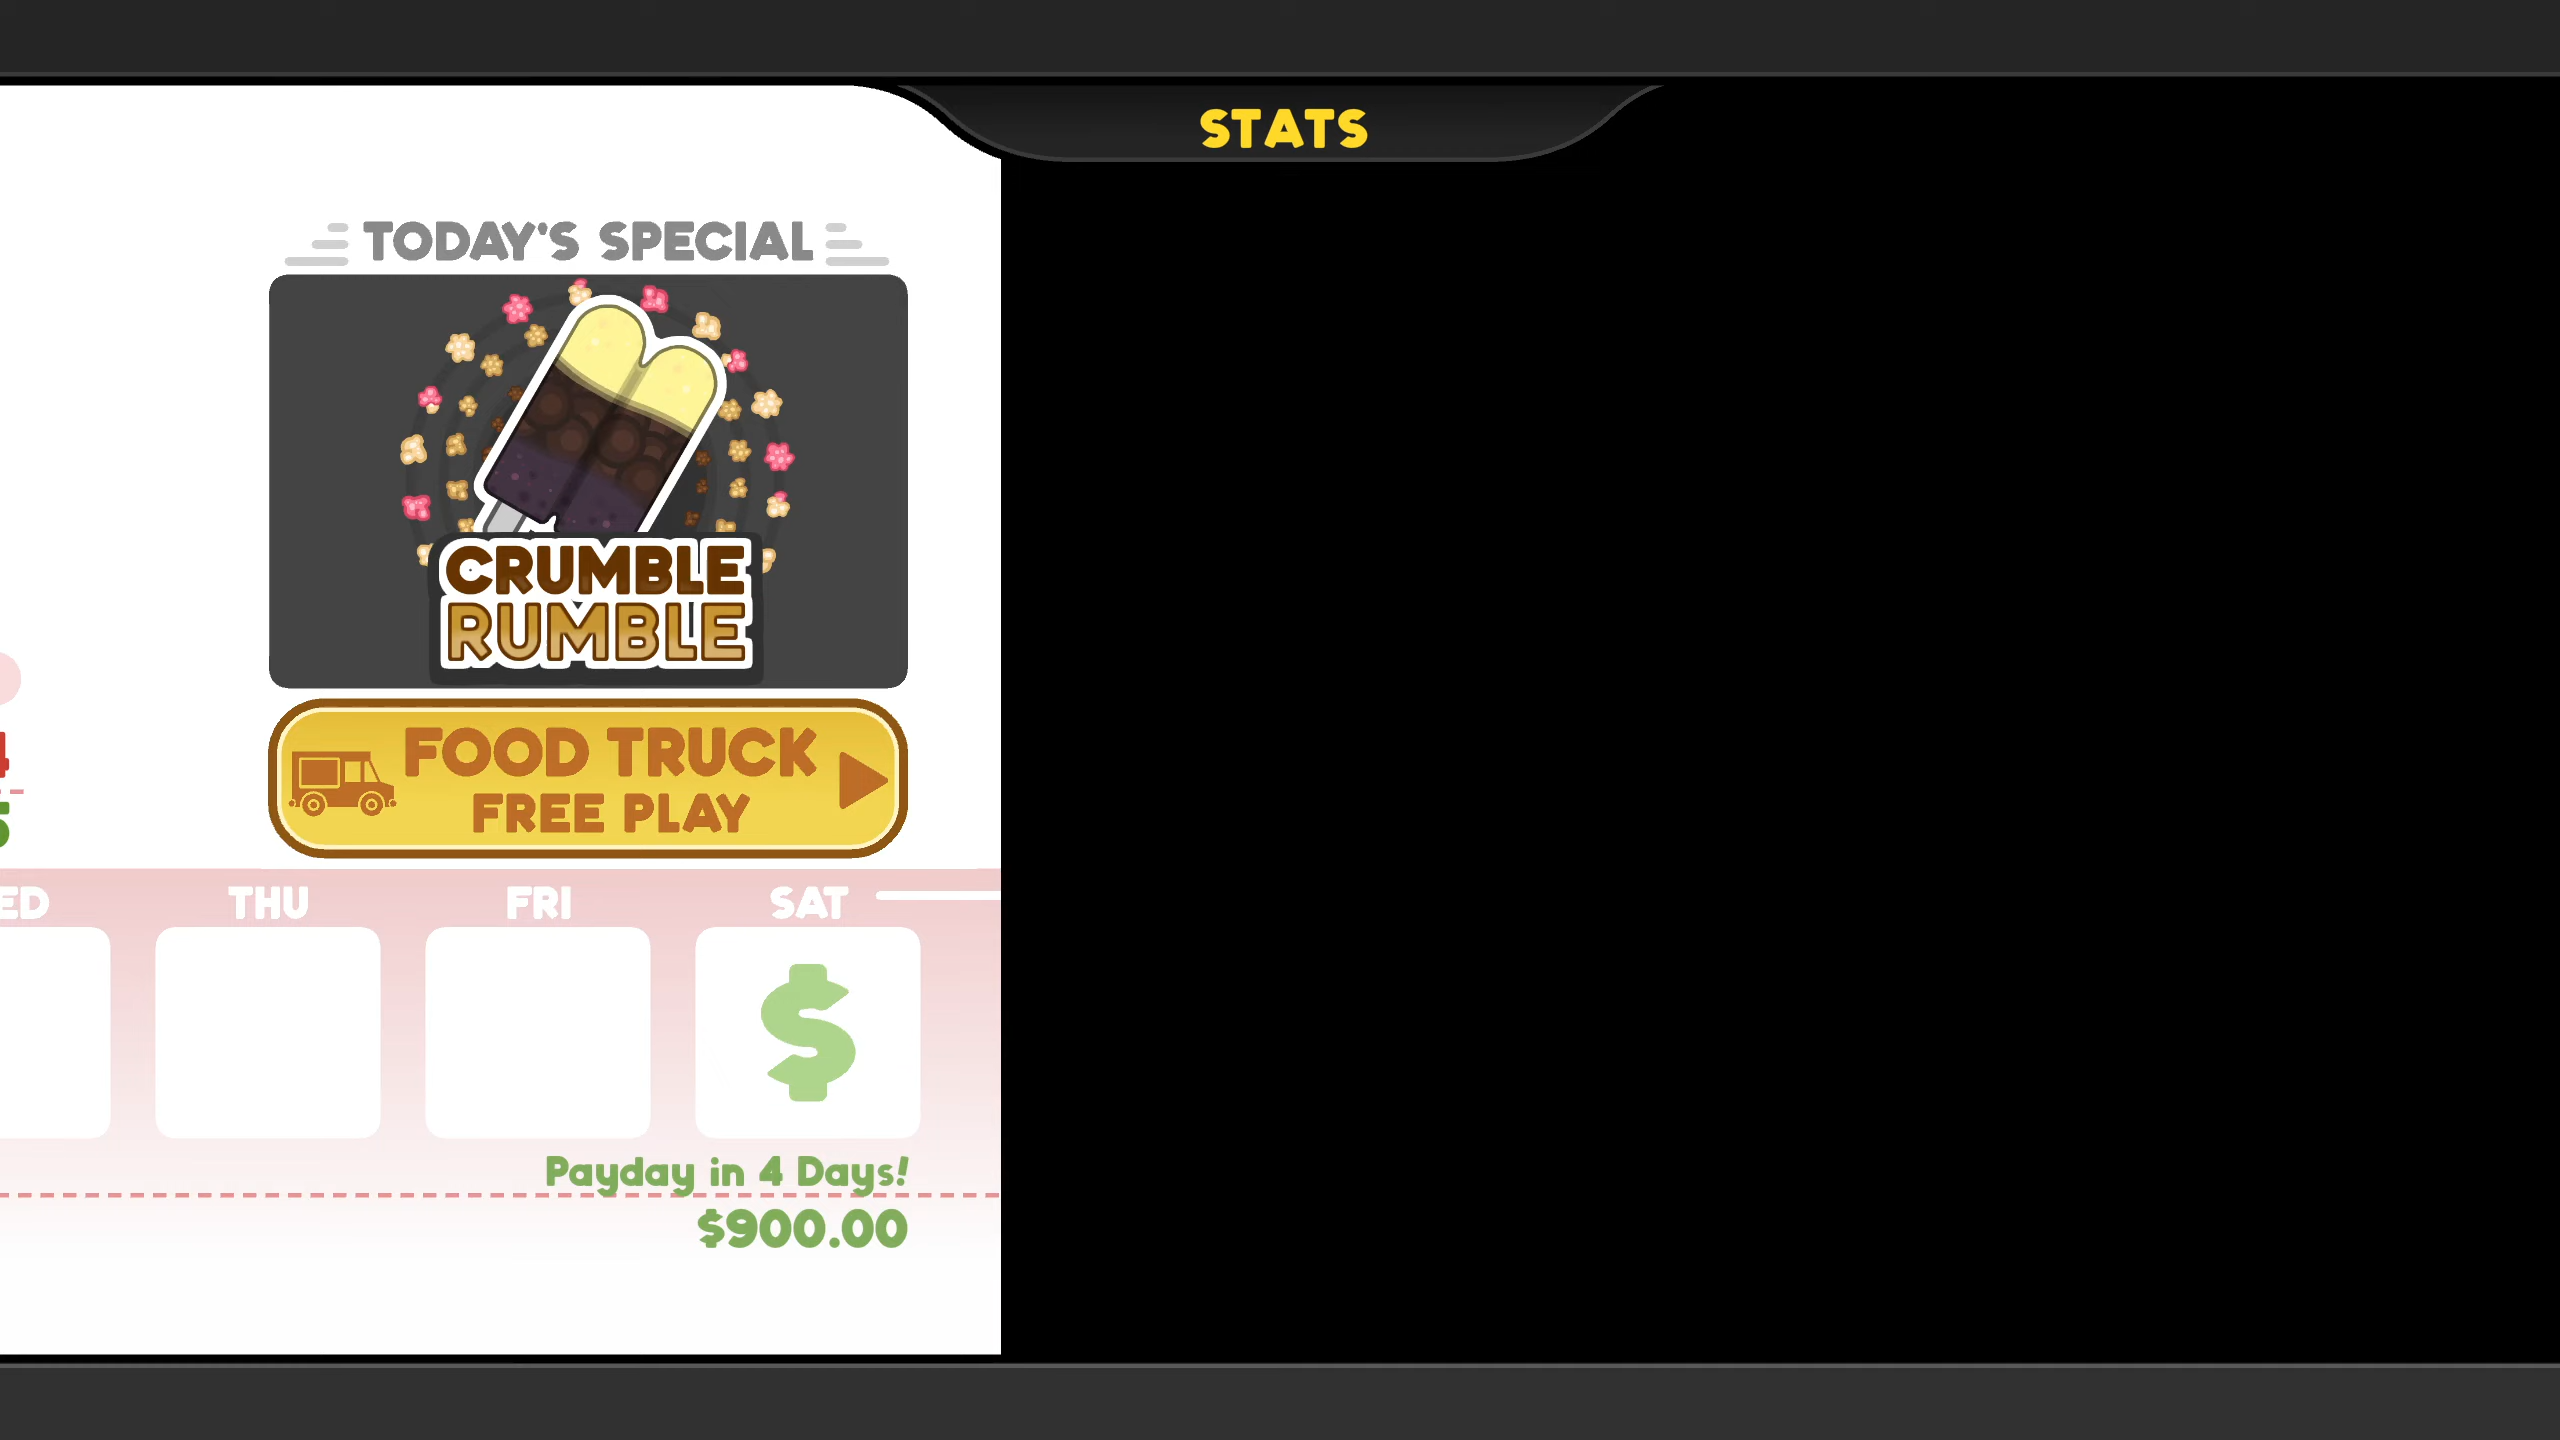 STATS
TODAY'S SPECIAL
CRUMBLE
RUMBLE
FOOD TRUCK
FREE PLAY
THU
FRI
SAT
$
Payday in 4 Days!
$900.00